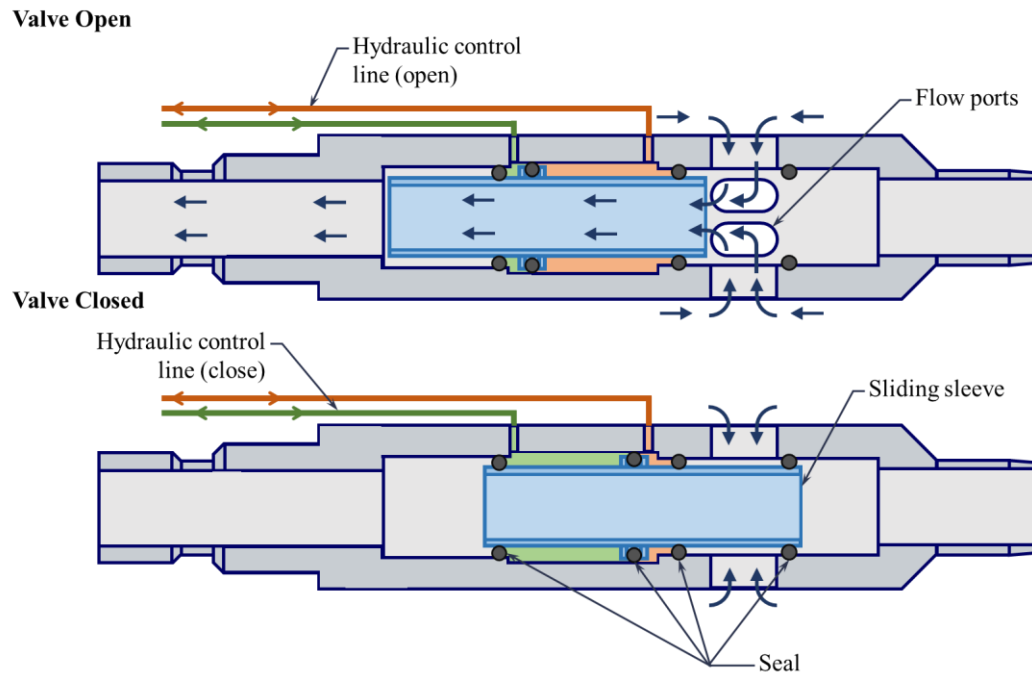 Valve Open
Hydraulic control
line (open)
Flow ports
Valve Closed
Hydraulic control
line (close)
Sliding sleeve
Seal